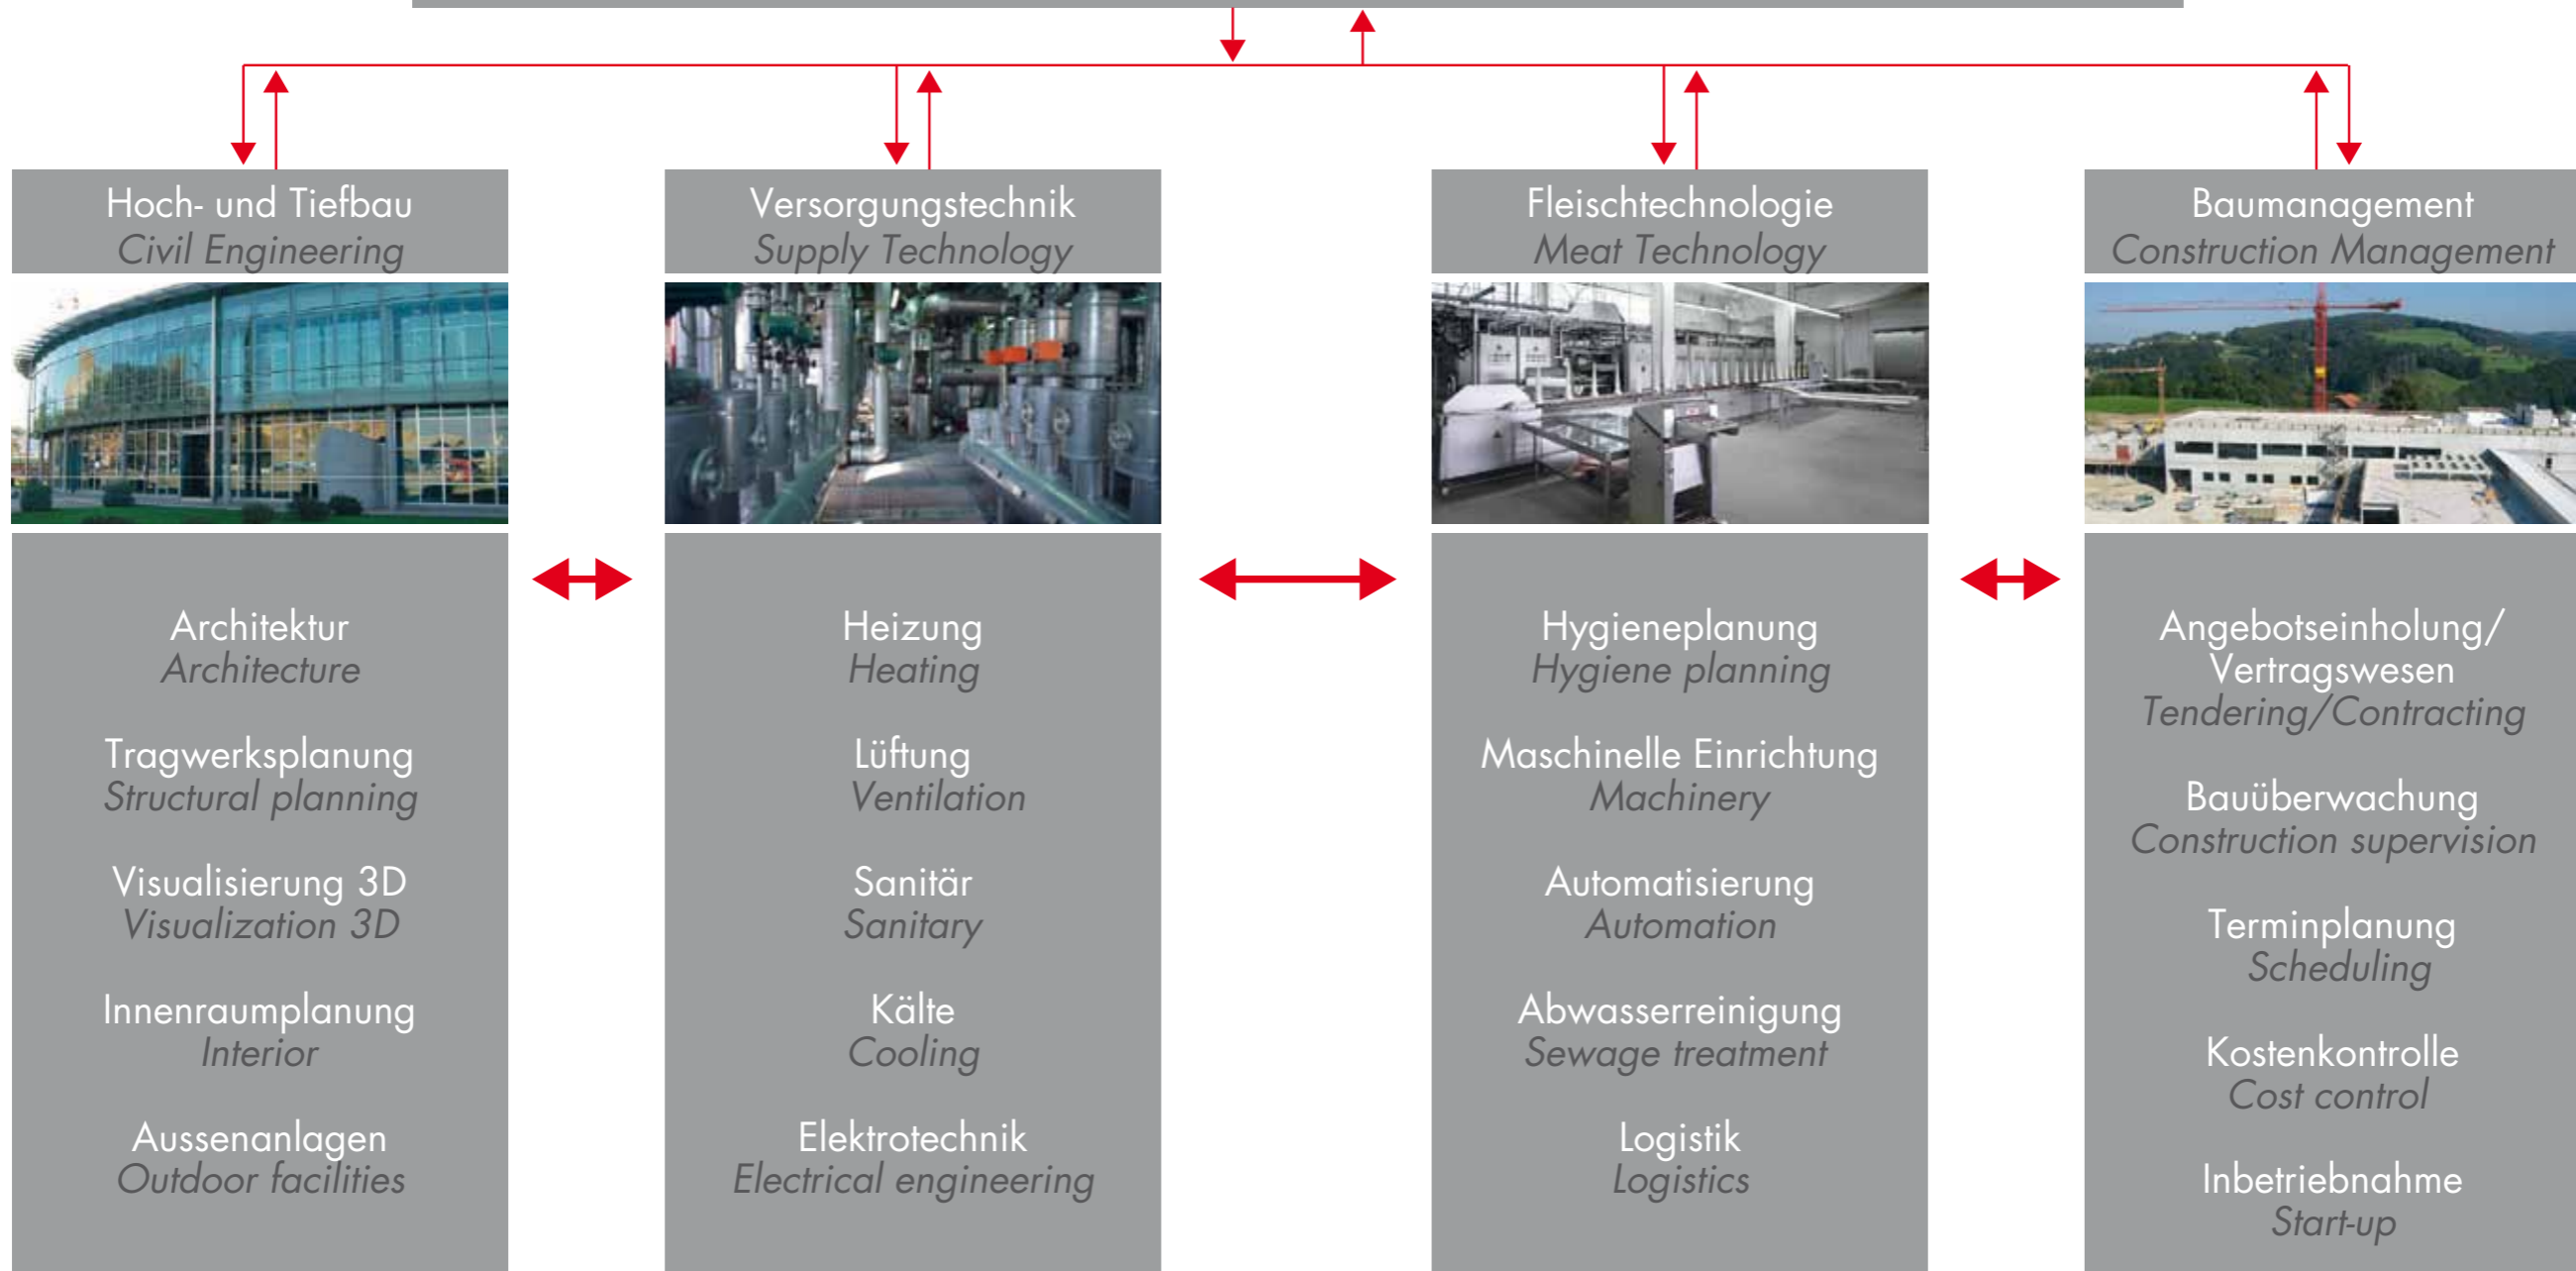 Hoch- und Tiefbau
Civil Engineering
Versorgungstechnik
Supply Technology
Fleischtechnologie
Meat Technology
Baumanagement
Construction Management
Architektur
Architecture
Tragwerksplanung
Structural planning
Visualisierung 3D
Visualization 3D
Innenraumplanung
Interior
Aussenanlagen
Outdoor facilities
Heizung
Heating
Lüftung
Ventilation
Sanitär
Sanitary
Kälte
Cooling
Elektrotechnik
Electrical engineering
Hygieneplanung
Hygiene planning
Maschinelle Einrichtung
Machinery
Automatisierung
Automation
Abwasserreinigung
Sewage treatment
Logistik
Logistics
Angebotseinholung/
Vertragswesen
Tendering/Contracting
Bauüberwachung
Construction supervision
Terminplanung
Scheduling
Kostenkontrolle
Cost control
Inbetriebnahme
Start-up